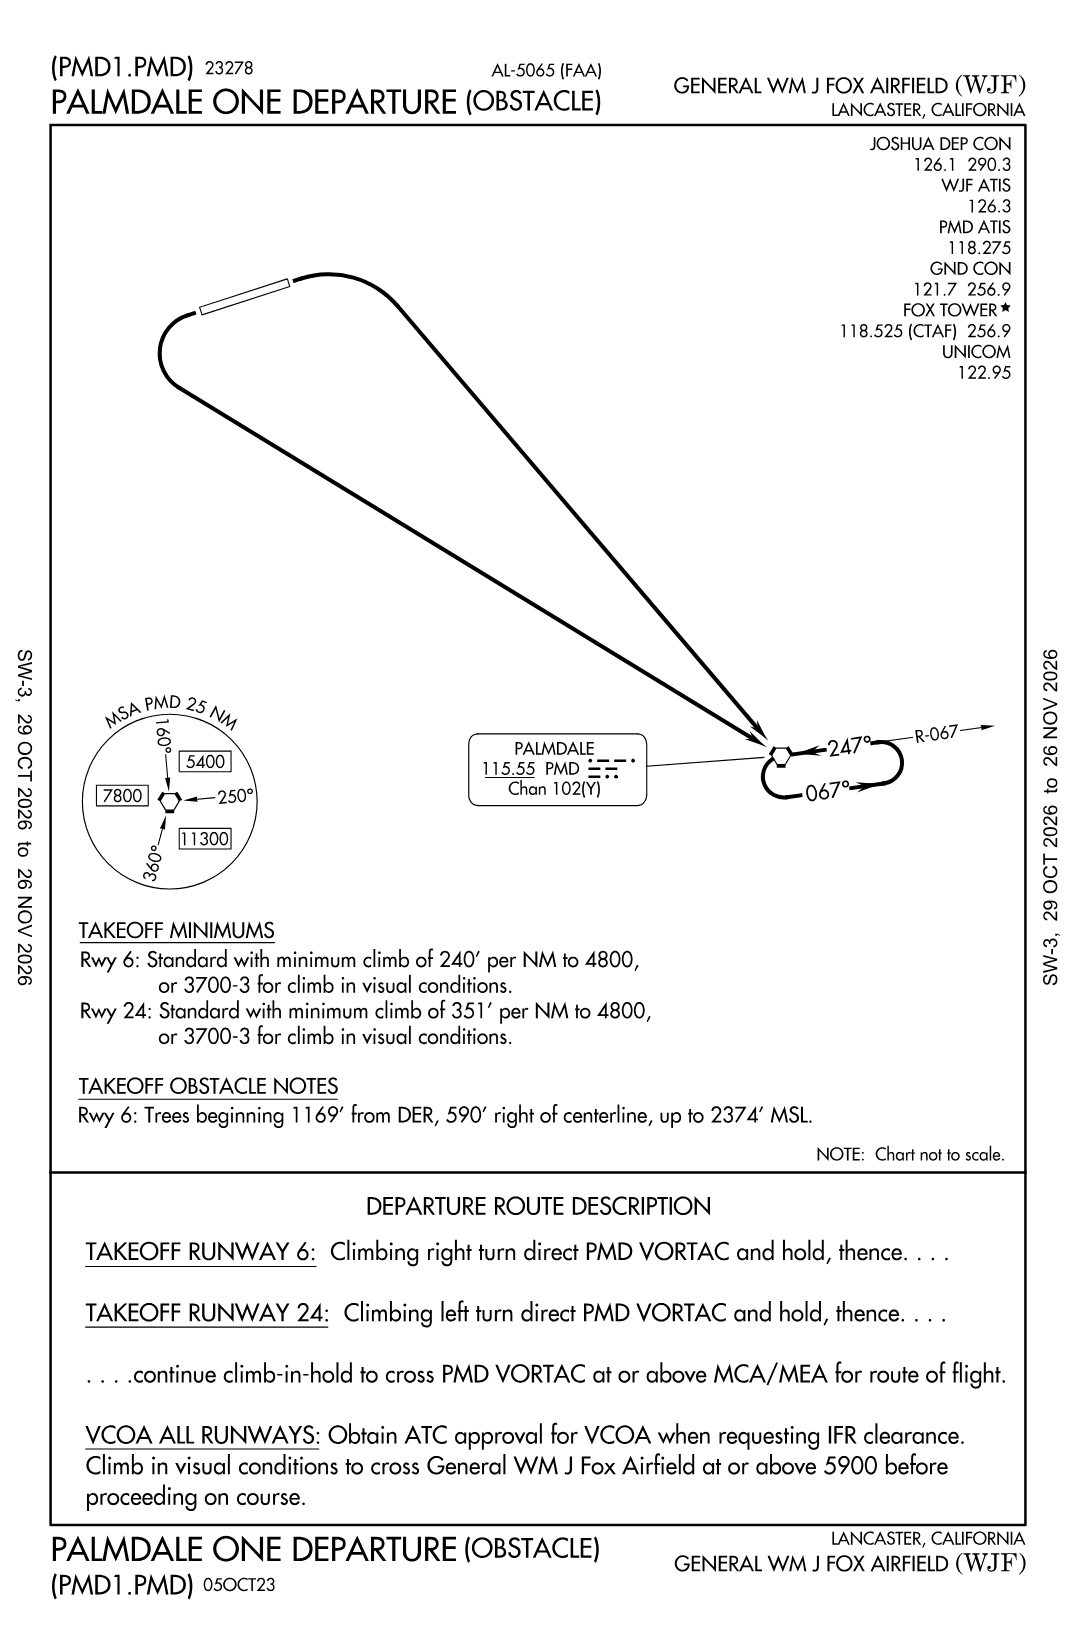 (PMD1.PMD) 23278
AL-5065 (FAA)
PALMDALE ONE DEPARTURE (OBSTACLE)
GENERAL WM J FOX AIRFIELD (WJF)
LANCASTER, CALIFORNIA
JOSHUA DEP CON
126.1 290.3
WJF ATIS
126.3
PMD ATIS
118.275
GND CON
121.7 256.9
FOX TOWER★
118.525 (CTAF) 256.9
UNICOM
122.95
SW-3, 29 OCT 2026 to 26 NOV 2026
SW-3, 29 OCT 2026 to 26 NOV 2026
MSA PMD 25 NM
160°
5400
7800
250°
11300
360°
PALMDALE
115.55 PMD
Chan 102(Y)
247°
R-067
067°
TAKEOFF MINIMUMS
Rwy 6: Standard with minimum climb of 240' per NM to 4800,
or 3700-3 for climb in visual conditions.
Rwy 24: Standard with minimum climb of 351' per NM to 4800,
or 3700-3 for climb in visual conditions.
TAKEOFF OBSTACLE NOTES
Rwy 6: Trees beginning 1169' from DER, 590' right of centerline, up to 2374' MSL.
NOTE: Chart not to scale.
DEPARTURE ROUTE DESCRIPTION
TAKEOFF RUNWAY 6: Climbing right turn direct PMD VORTAC and hold, thence. . . .
TAKEOFF RUNWAY 24: Climbing left turn direct PMD VORTAC and hold, thence. . . .
. . . .continue climb-in-hold to cross PMD VORTAC at or above MCA/MEA for route of flight.
VCOA ALL RUNWAYS: Obtain ATC approval for VCOA when requesting IFR clearance.
Climb in visual conditions to cross General WM J Fox Airfield at or above 5900 before
proceeding on course.
PALMDALE ONE DEPARTURE (OBSTACLE)
(PMD1.PMD) 05OCT23
LANCASTER, CALIFORNIA
GENERAL WM J FOX AIRFIELD (WJF)